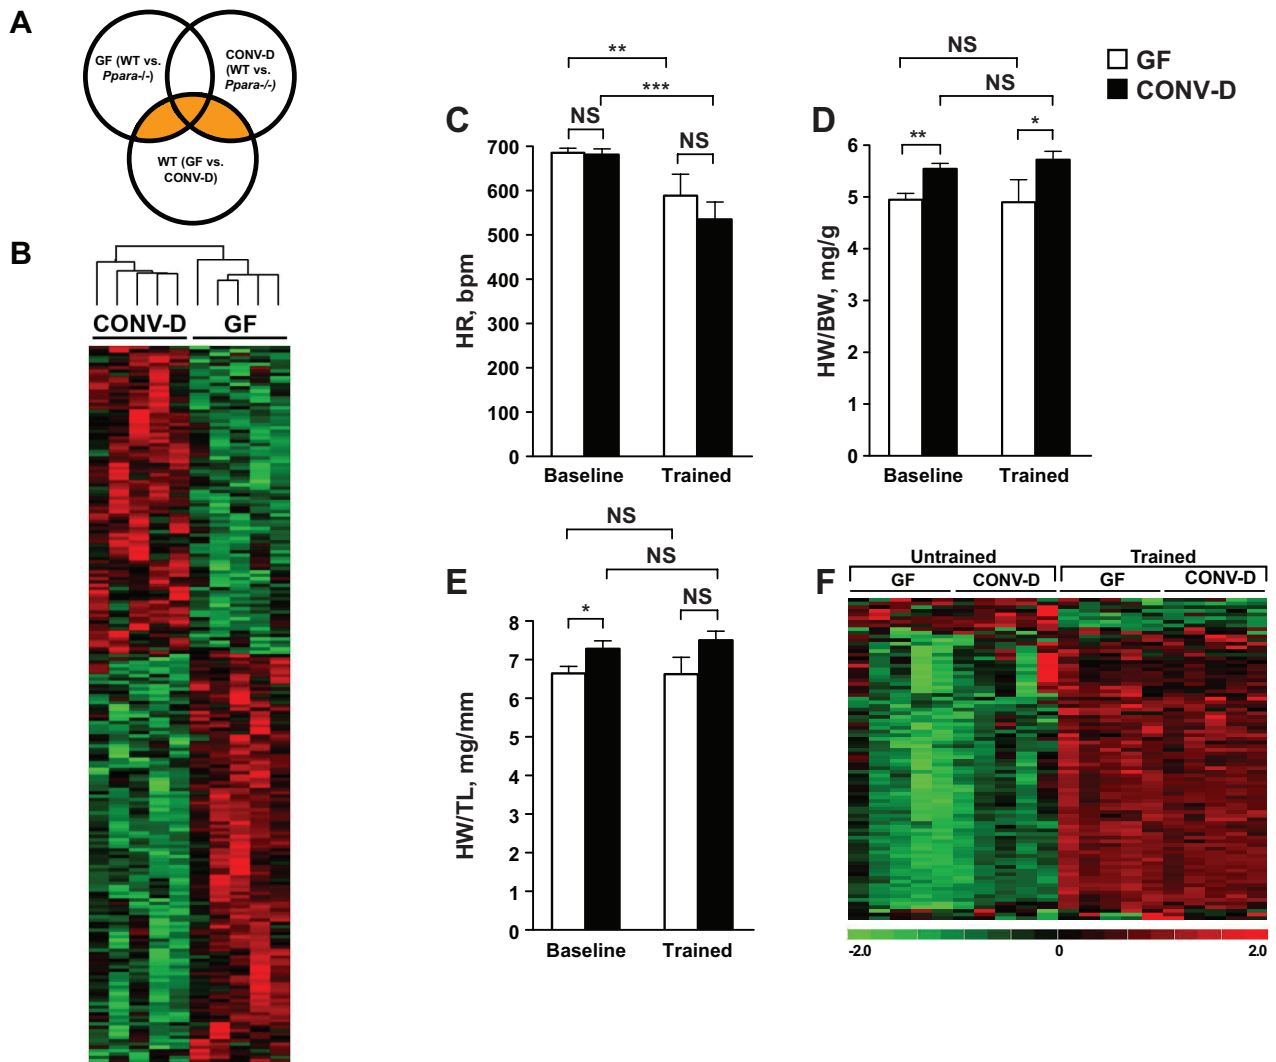 A
GF (WT vs.
Ppara-/-)
CONV-D
(WT vs.
Ppara-/-)
WT (GF vs.
CONV-D)
B
CONV-D GF
C
**
***
NS
NS
HR, bpm
700
600
500
400
300
200
100
0
Baseline Trained
D
NS
NS
**
*
HW/BW, mg/g
6
5
4
3
2
1
0
Baseline Trained
GF
CONV-D
E
NS
NS
*
NS
HW/TL, mg/mm
8
7
6
5
4
3
2
1
0
Baseline Trained
F
Untrained Trained
GF CONV-D GF CONV-D
-2.0 0 2.0